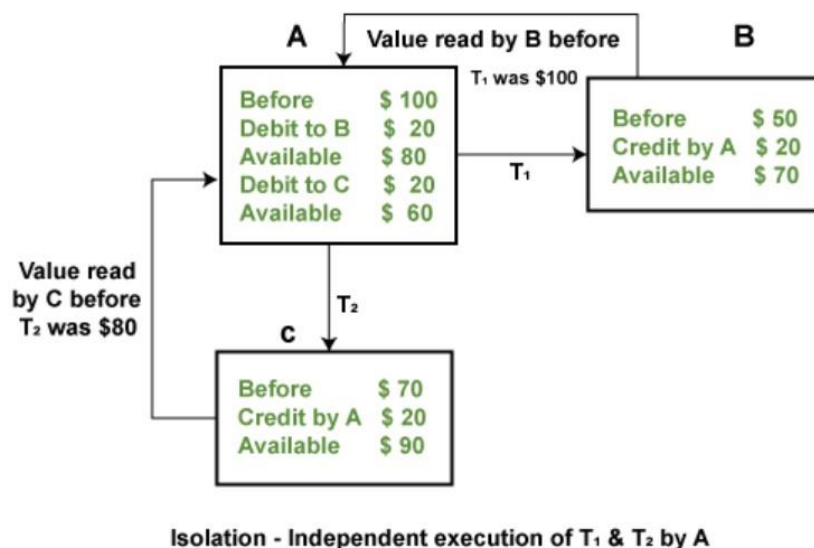 A
Value read by B before
B
T₁ was $100
Before $ 100
Debit to B $ 20
Available $ 80
Debit to C $ 20
Available $ 60
T₁
Before $ 50
Credit by A $ 20
Available $ 70
Value read
by C before
T₂ was $80
T₂
c
Before $ 70
Credit by A $ 20
Available $ 90
Isolation - Independent execution of T₁ & T₂ by A